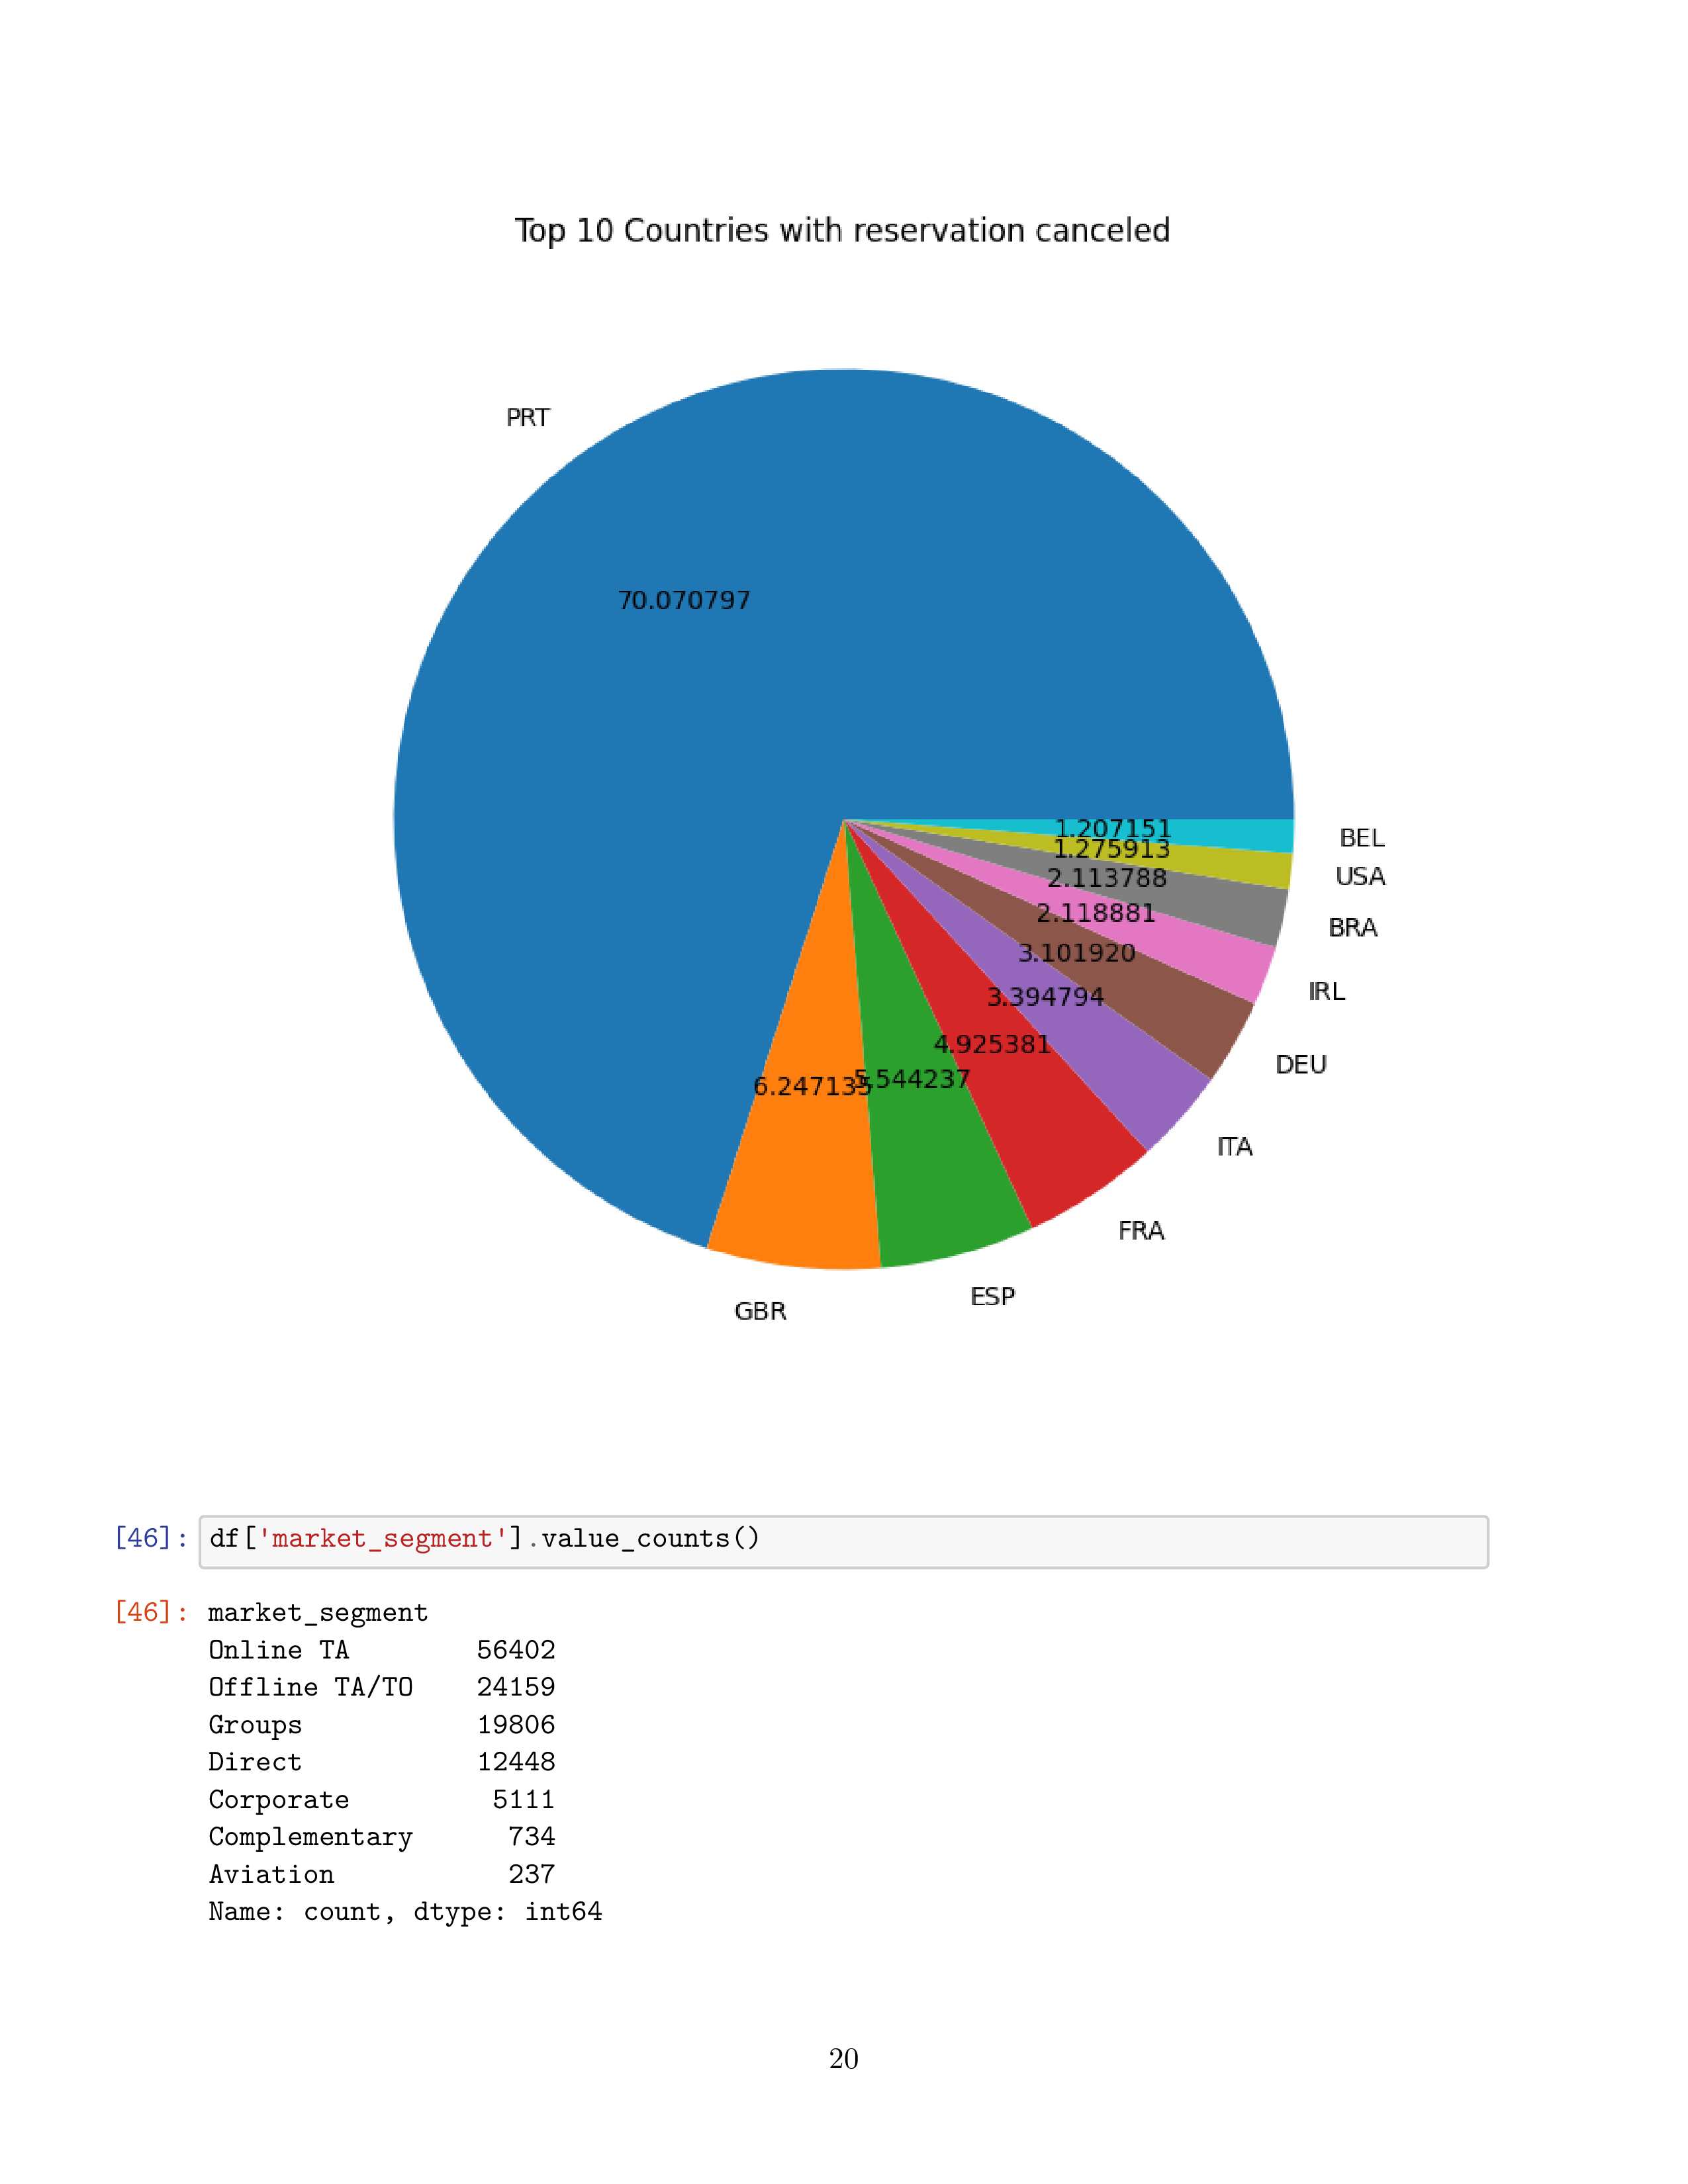 Top 10 Countries with reservation canceled
PRT
70.070797
1.207151
BEL
1.275913
USA
2.113788
BRA
2.118881
IRL
3.101920
DEU
3.394794
ITA
4.925381
FRA
5.544237
ESP
6.247135
GBR
[46]: df['market_segment'].value_counts()
[46]: market_segment
Online TA 56402
Offline TA/TO 24159
Groups 19806
Direct 12448
Corporate 5111
Complementary 734
Aviation 237
Name: count, dtype: int64
20